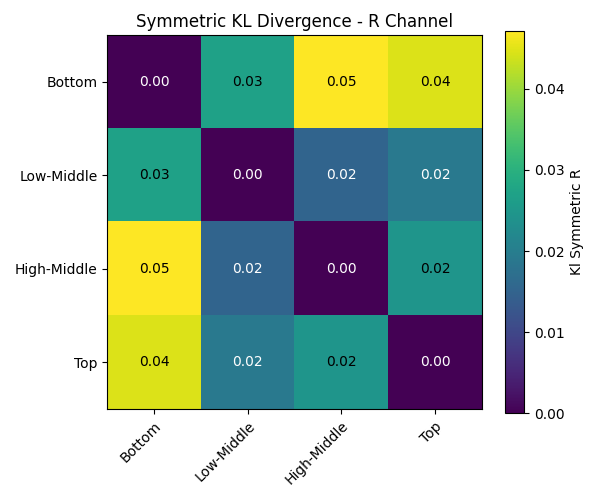 Symmetric KL Divergence - R Channel
Bottom
0.00 0.03 0.05 0.04
Low-Middle
0.03 0.00 0.02 0.02
High-Middle
0.05 0.02 0.00 0.02
Top
0.04 0.02 0.02 0.00
Bottom
Low-Middle
High-Middle
Top
0.04
0.03
0.02
0.01
0.00
Kl Symmetric R